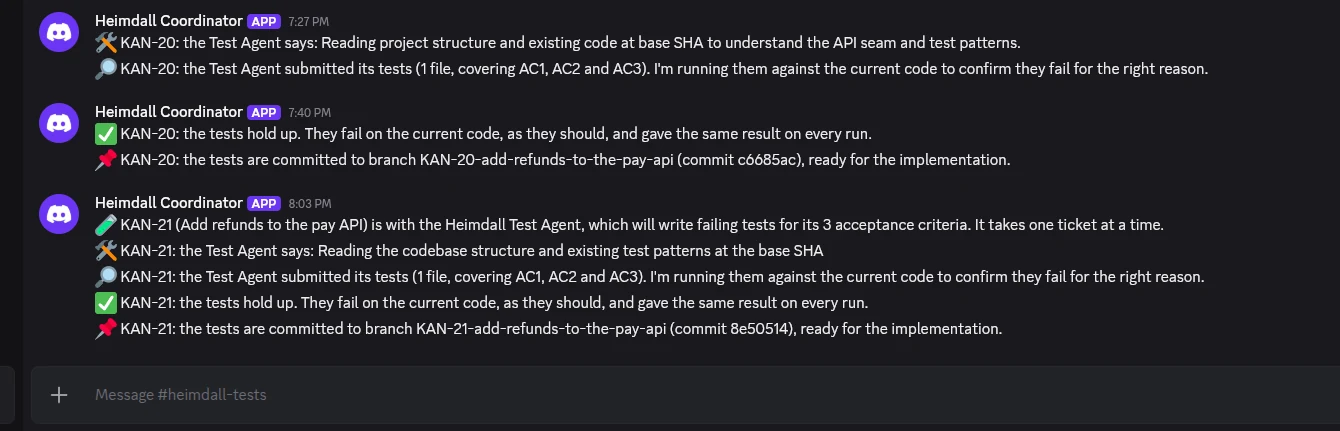 Heimdall Coordinator APP 7:27 PM
🛠️ KAN-20: the Test Agent says: Reading project structure and existing code at base SHA to understand the API seam and test patterns.
🔎 KAN-20: the Test Agent submitted its tests (1 file, covering AC1, AC2 and AC3). I'm running them against the current code to confirm they fail for the right reason.
Heimdall Coordinator APP 7:40 PM
✅ KAN-20: the tests hold up. They fail on the current code, as they should, and gave the same result on every run.
📌 KAN-20: the tests are committed to branch KAN-20-add-refunds-to-the-pay-api (commit c6685ac), ready for the implementation.
Heimdall Coordinator APP 8:03 PM
🧪 KAN-21 (Add refunds to the pay API) is with the Heimdall Test Agent, which will write failing tests for its 3 acceptance criteria. It takes one ticket at a time.
🛠️ KAN-21: the Test Agent says: Reading the codebase structure and existing test patterns at the base SHA
🔎 KAN-21: the Test Agent submitted its tests (1 file, covering AC1, AC2 and AC3). I'm running them against the current code to confirm they fail for the right reason.
✅ KAN-21: the tests hold up. They fail on the current code, as they should, and gave the same result on every run.
📌 KAN-21: the tests are committed to branch KAN-21-add-refunds-to-the-pay-api (commit 8e50514), ready for the implementation.
Message #heimdall-tests